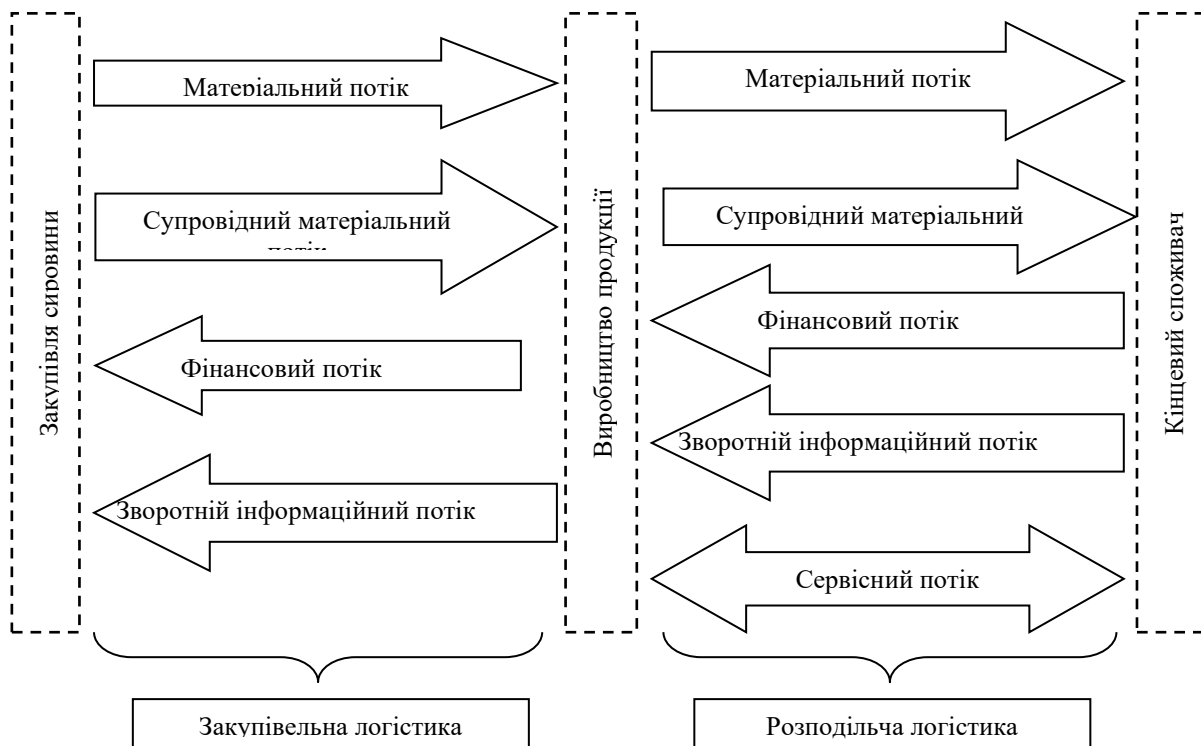 Закупівля сировини
Матеріальний потік
Супровідний матеріальний
потік
Фінансовий потік
Зворотній інформаційний потік
Закупівельна логістика
Виробництво продукції
Матеріальний потік
Супровідний матеріальний
Фінансовий потік
Зворотній інформаційний потік
Сервісний потік
Розподільча логістика
Кінцевий споживач